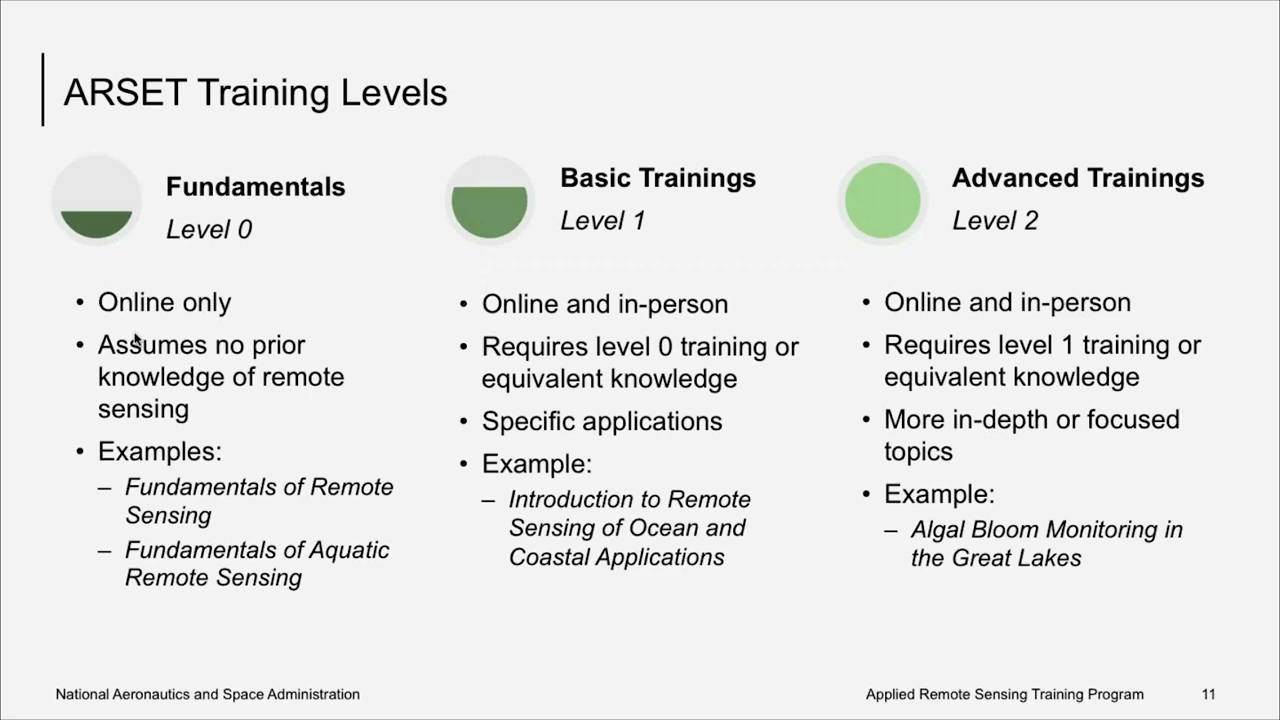 ARSET Training Levels
Fundamentals
Level 0
• Online only
• Assumes no prior
knowledge of remote
sensing
• Examples:
– Fundamentals of Remote
Sensing
– Fundamentals of Aquatic
Remote Sensing
Basic Trainings
Level 1
• Online and in-person
• Requires level 0 training or
equivalent knowledge
• Specific applications
• Example:
– Introduction to Remote
Sensing of Ocean and
Coastal Applications
Advanced Trainings
Level 2
• Online and in-person
• Requires level 1 training or
equivalent knowledge
• More in-depth or focused
topics
• Example:
– Algal Bloom Monitoring in
the Great Lakes
National Aeronautics and Space Administration
Applied Remote Sensing Training Program
11